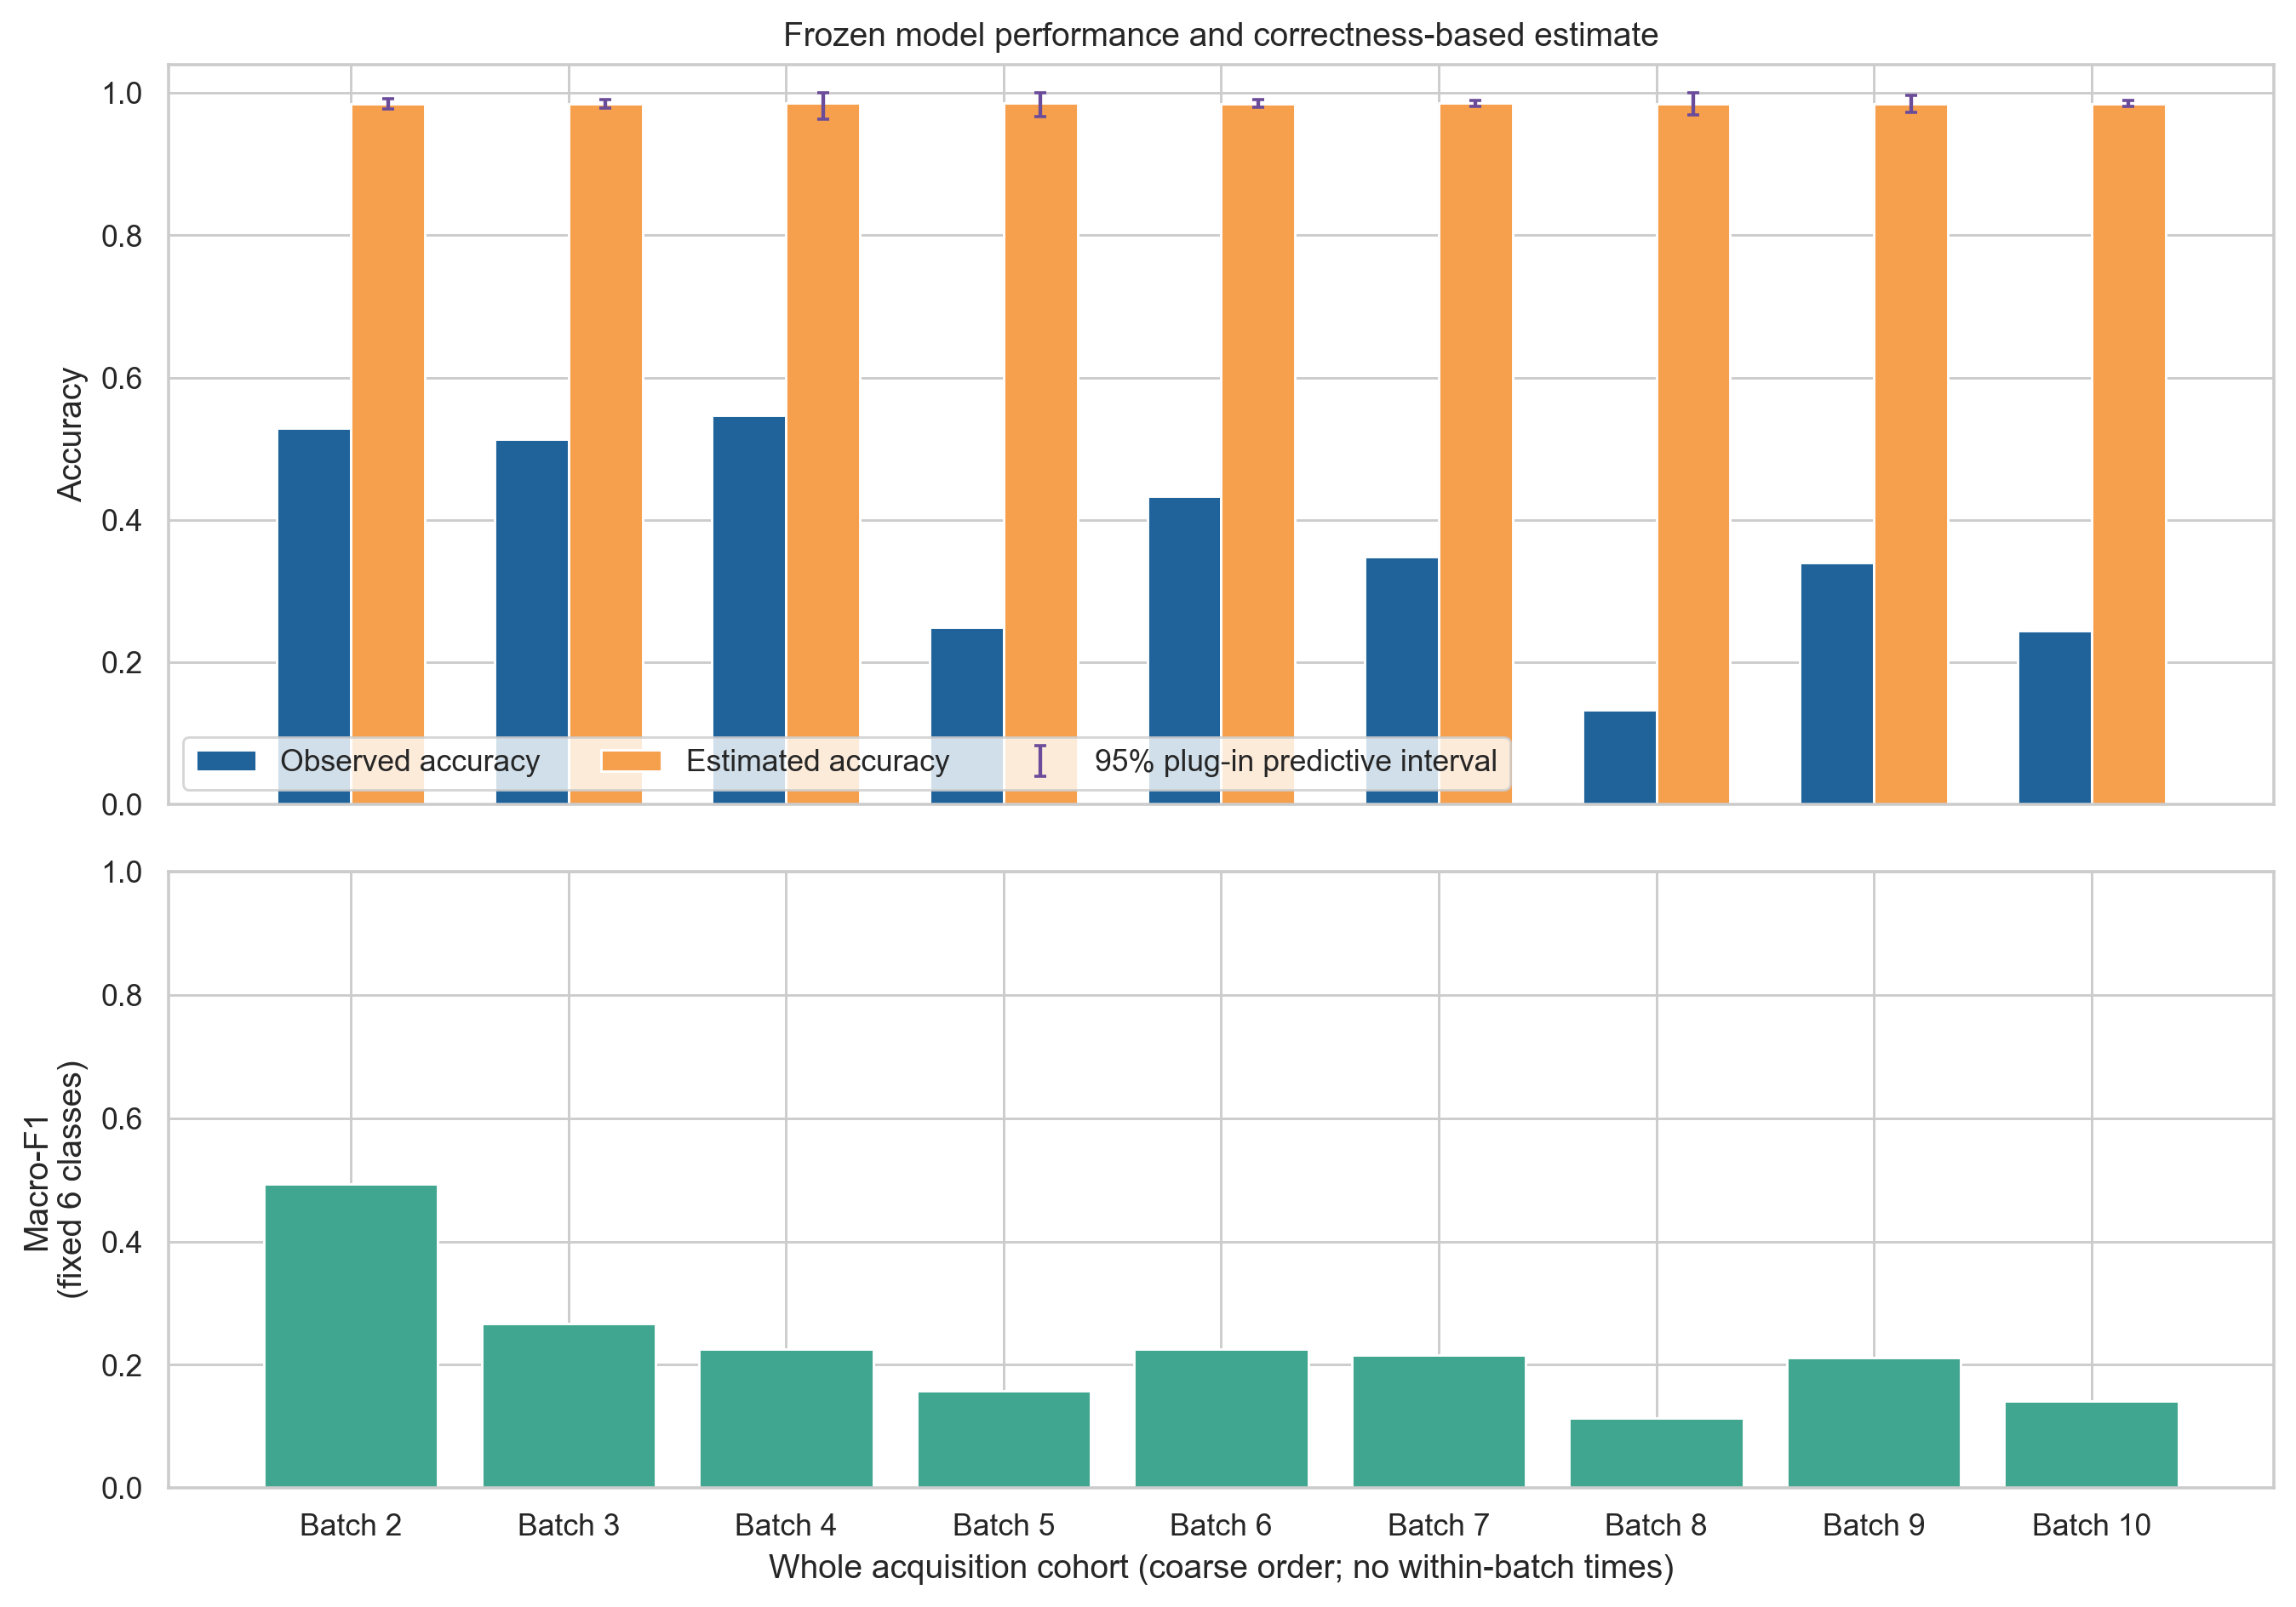 Frozen model performance and correctness-based estimate
1.0
0.8
0.6
0.4
0.2
0.0
Accuracy
Observed accuracy
Estimated accuracy
95% plug-in predictive interval
1.0
0.8
0.6
0.4
0.2
0.0
Macro-F1
(fixed 6 classes)
Batch 2
Batch 3
Batch 4
Batch 5
Batch 6
Batch 7
Batch 8
Batch 9
Batch 10
Whole acquisition cohort (coarse order; no within-batch times)